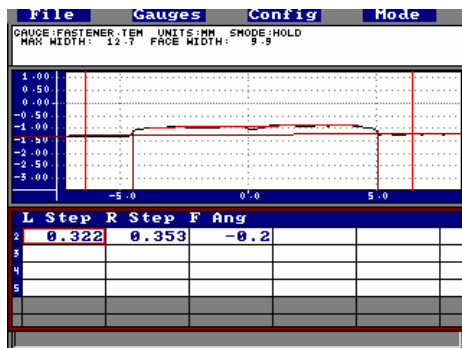 File Gauges Config Mode
GAUGE:FASTENER.TEM UNITS:MM SMODE:HOLD
MAX WIDTH: 12.7 FACE WIDTH: 9.9
1.00
0.50
0.00
-0.50
-1.00
-1.50
-2.00
-2.50
-3.00
-5.0 0.0 5.0
L Step R Step F Ang
2 0.322 0.353 -0.2
3
4
5